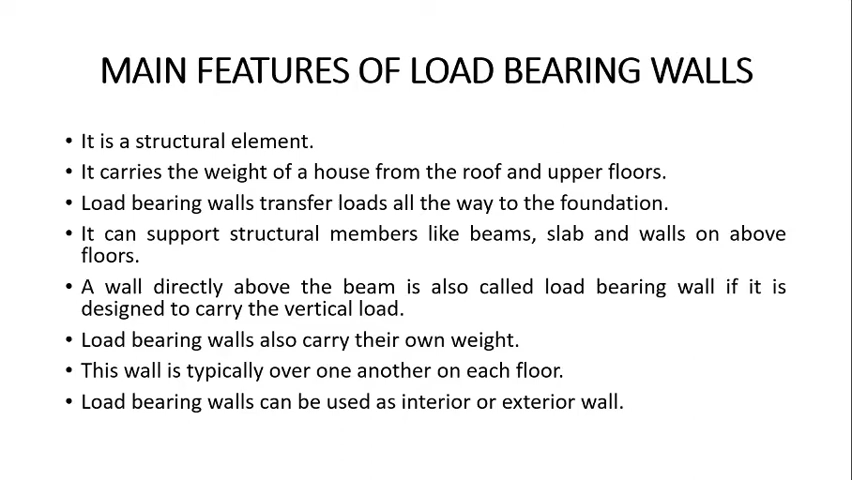 MAIN FEATURES OF LOAD BEARING WALLS
• It is a structural element.
• It carries the weight of a house from the roof and upper floors.
• Load bearing walls transfer loads all the way to the foundation.
• It can support structural members like beams, slab and walls on above
floors.
• A wall directly above the beam is also called load bearing wall if it is
designed to carry the vertical load.
• Load bearing walls also carry their own weight.
• This wall is typically over one another on each floor.
• Load bearing walls can be used as interior or exterior wall.